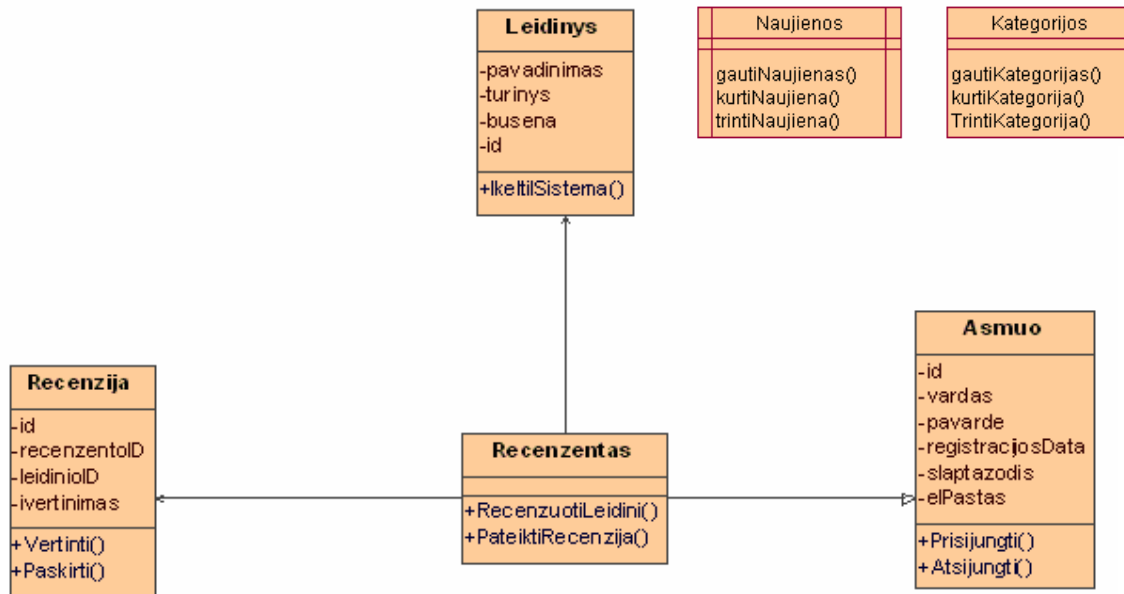 Leidinys
-pavadinimas
-turinys
-busena
-id
+IkeltiISistema()
Naujienos
gautiNaujienas()
kurtiNaujiena()
trintiNaujiena()
Kategorijos
gautiKategorijas()
kurtiKategorija()
TrintiKategorija()
Recenzija
-id
-recenzentoID
-leidinioID
-ivertinimas
+Vertinti()
+Paskirti()
Recenzentas
+RecenzuotiLeidini()
+PateiktiRecenzija()
Asmuo
-id
-vardas
-pavarde
-registracijosData
-slaptazodis
-elPastas
+Prisijungti()
+Atsijungti()